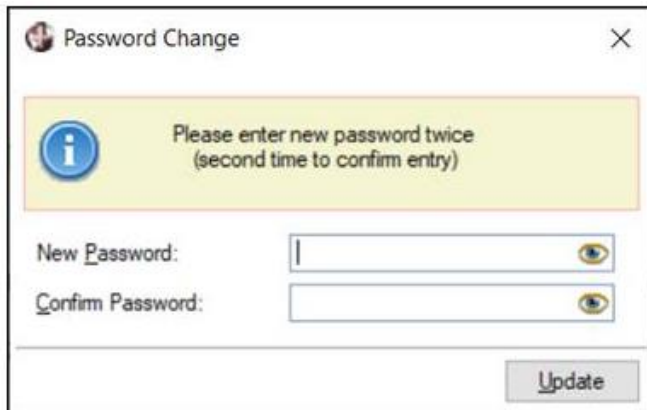 Password Change
Please enter new password twice
(second time to confirm entry)
New Password:
Confirm Password:
Update